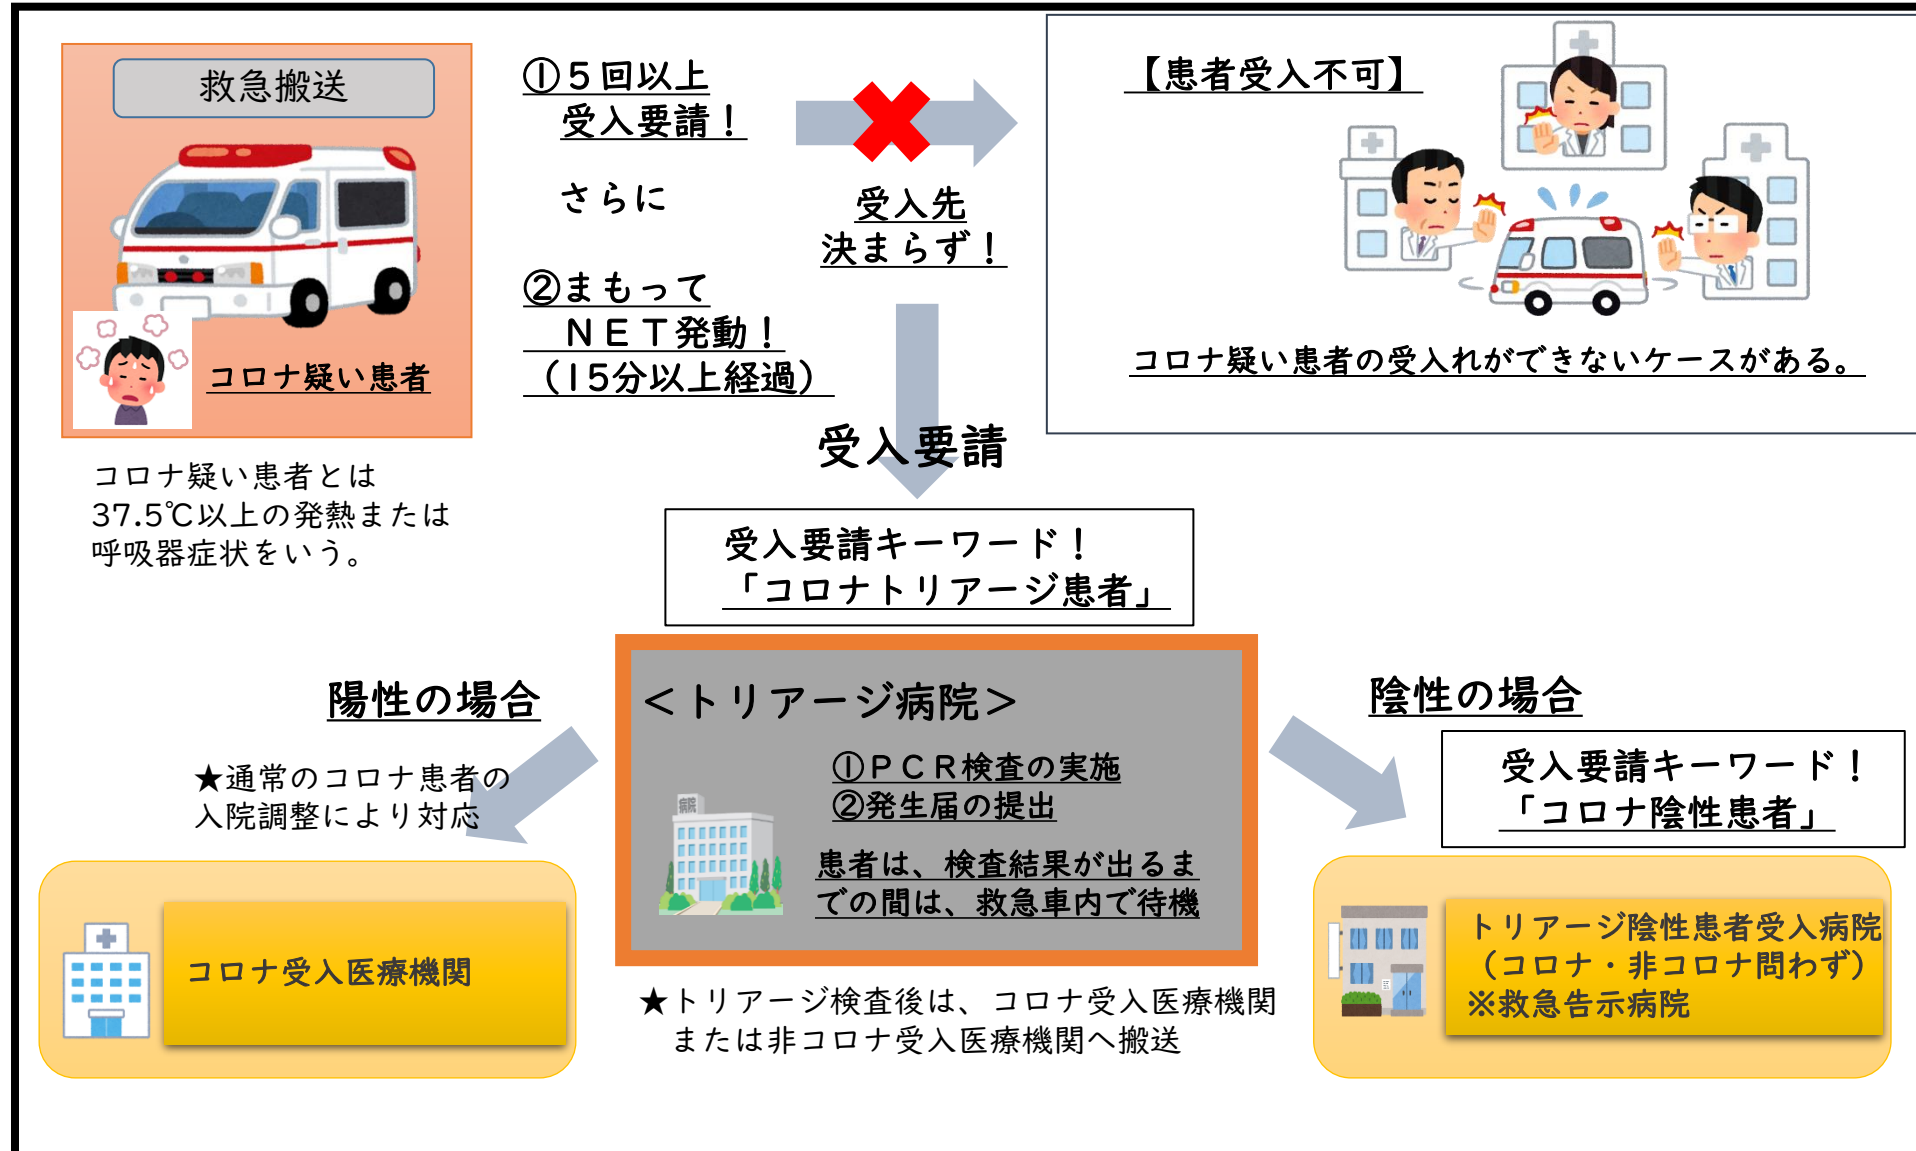 救急搬送
コロナ疑い患者
コロナ疑い患者とは
37.5℃以上の発熱または
呼吸器症状をいう。
①５回以上
受入要請！
さらに
②まもって
ＮＥＴ発動！
（15分以上経過）
受入先
決まらず！
【患者受入不可】
コロナ疑い患者の受入れができないケースがある。
受入要請
受入要請キーワード！
「コロナトリアージ患者」
＜トリアージ病院＞
病院
①ＰＣＲ検査の実施
②発生届の提出
患者は、検査結果が出るま
での間は、救急車内で待機
★トリアージ検査後は、コロナ受入医療機関
または非コロナ受入医療機関へ搬送
陽性の場合
★通常のコロナ患者の
入院調整により対応
コロナ受入医療機関
陰性の場合
受入要請キーワード！
「コロナ陰性患者」
トリアージ陰性患者受入病院
（コロナ・非コロナ問わず）
※救急告示病院